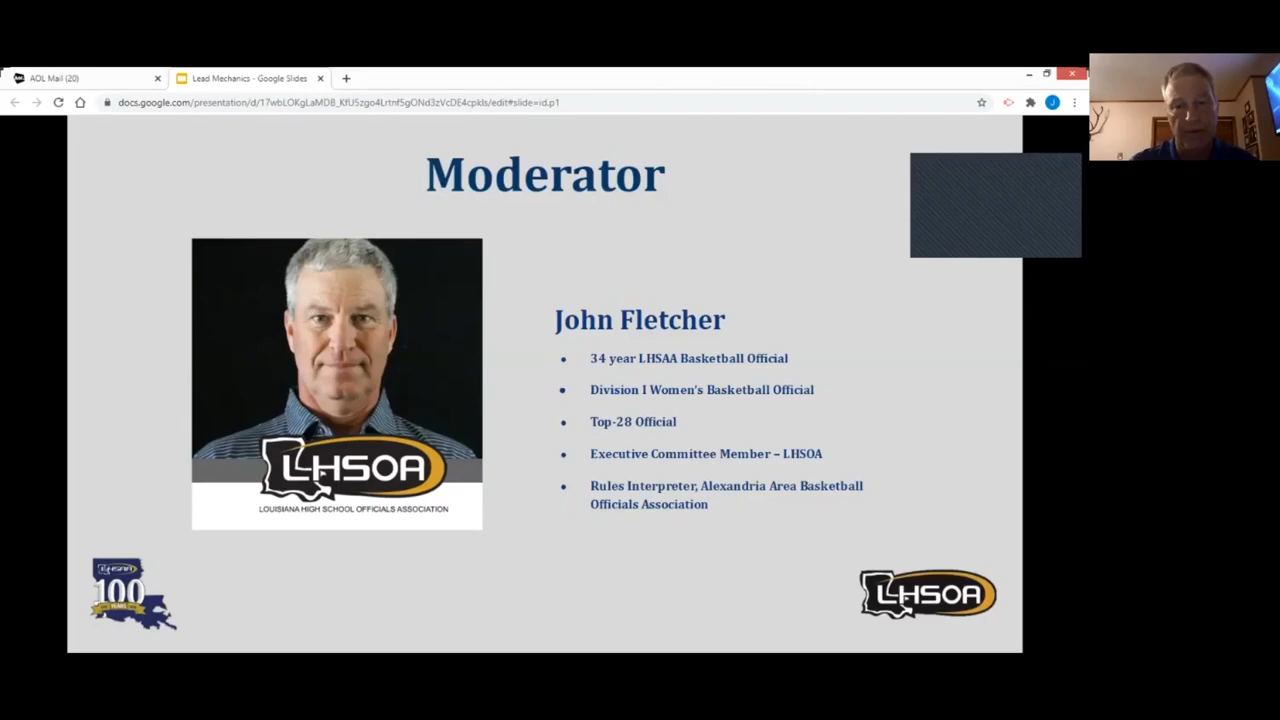 AOL Mail (20)
Lead Mechanics - Google Slides
docs.google.com/presentation/d/17wbLOKgLaMDB_KfU5zgo4Lrtnf5gONd3zVcDE4cpkls/edit#slide=id.p1
J
Moderator
John Fletcher
• 34 year LHSAA Basketball Official
• Division I Women's Basketball Official
• Top-28 Official
• Executive Committee Member – LHSOA
• Rules Interpreter, Alexandria Area Basketball
Officials Association
LHSOA
LOUISIANA HIGH SCHOOL OFFICIALS ASSOCIATION
LHSAA
100
YEARS
LHSOA